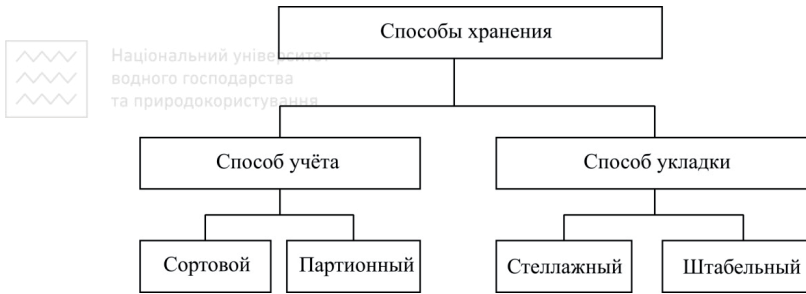 Способы хранения
Національний університет
водного господарства
та природокористування
Способ учёта
Способ укладки
Сортовой
Партионный
Стеллажный
Штабельный